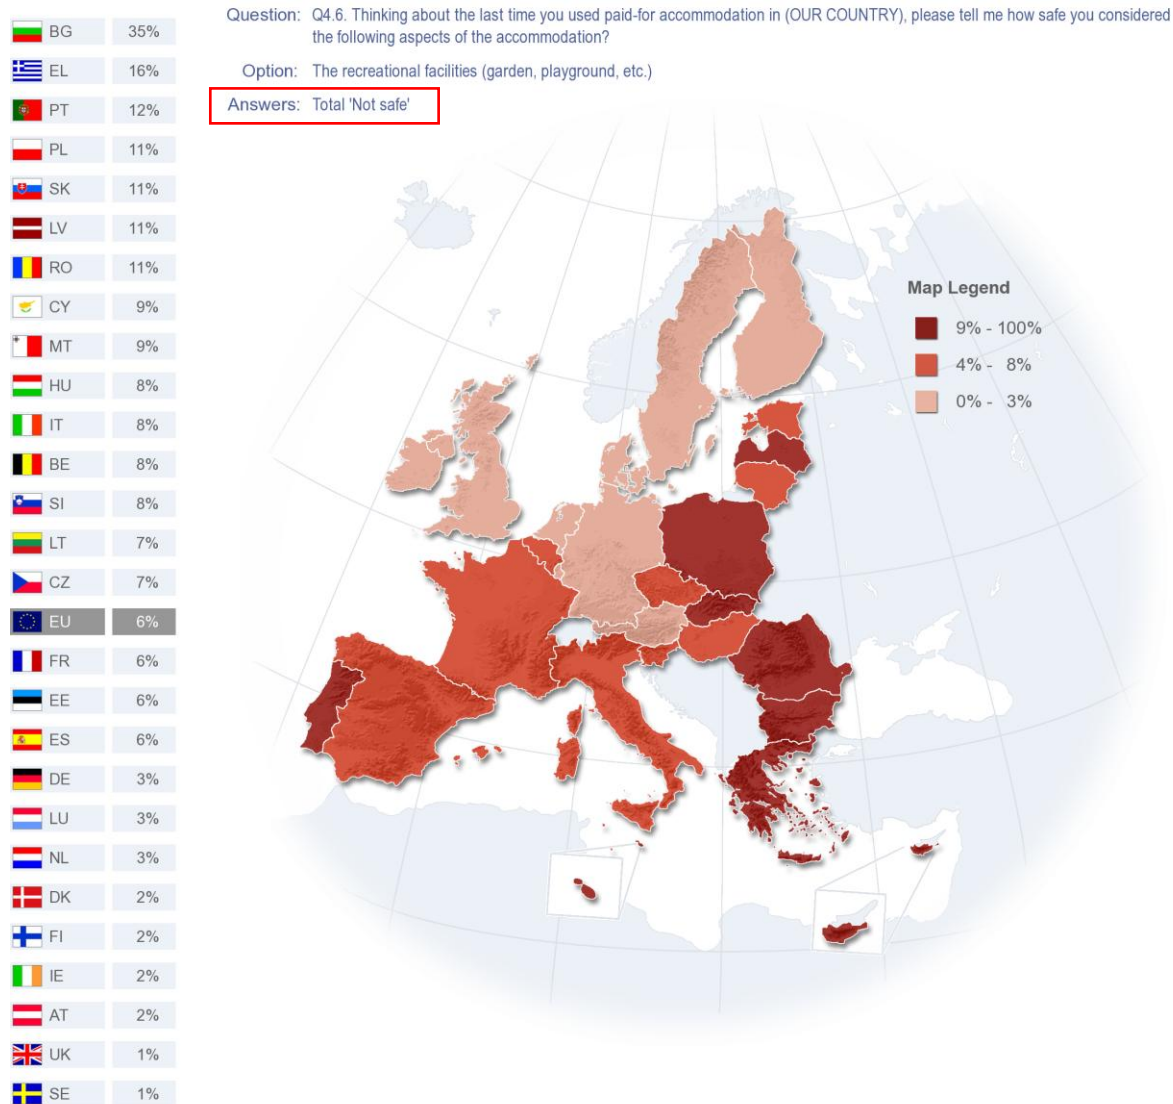 Question: Q4.6. Thinking about the last time you used paid-for accommodation in (OUR COUNTRY), please tell me how safe you considered
the following aspects of the accommodation?
Option: The recreational facilities (garden, playground, etc.)
Answers: Total 'Not safe'
BG 35%
EL 16%
PT 12%
PL 11%
SK 11%
LV 11%
RO 11%
CY 9%
MT 9%
HU 8%
IT 8%
BE 8%
SI 8%
LT 7%
CZ 7%
EU 6%
FR 6%
EE 6%
ES 6%
DE 3%
LU 3%
NL 3%
DK 2%
FI 2%
IE 2%
AT 2%
UK 1%
SE 1%
Map Legend
9% - 100%
4% - 8%
0% - 3%